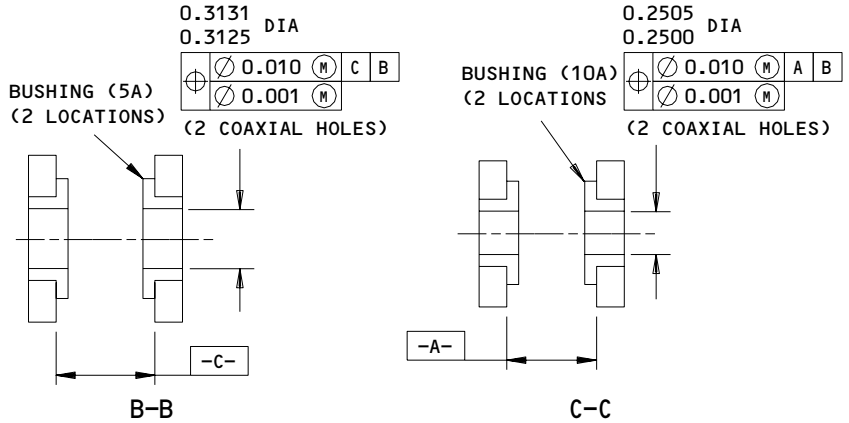 0.3131
0.3125 DIA
⌖ ∅ 0.010 Ⓜ C B
∅ 0.001 Ⓜ
(2 COAXIAL HOLES)
BUSHING (5A)
(2 LOCATIONS)
-C-
B-B
0.2505
0.2500 DIA
⌖ ∅ 0.010 Ⓜ A B
∅ 0.001 Ⓜ
(2 COAXIAL HOLES)
BUSHING (10A)
(2 LOCATIONS
-A-
C-C